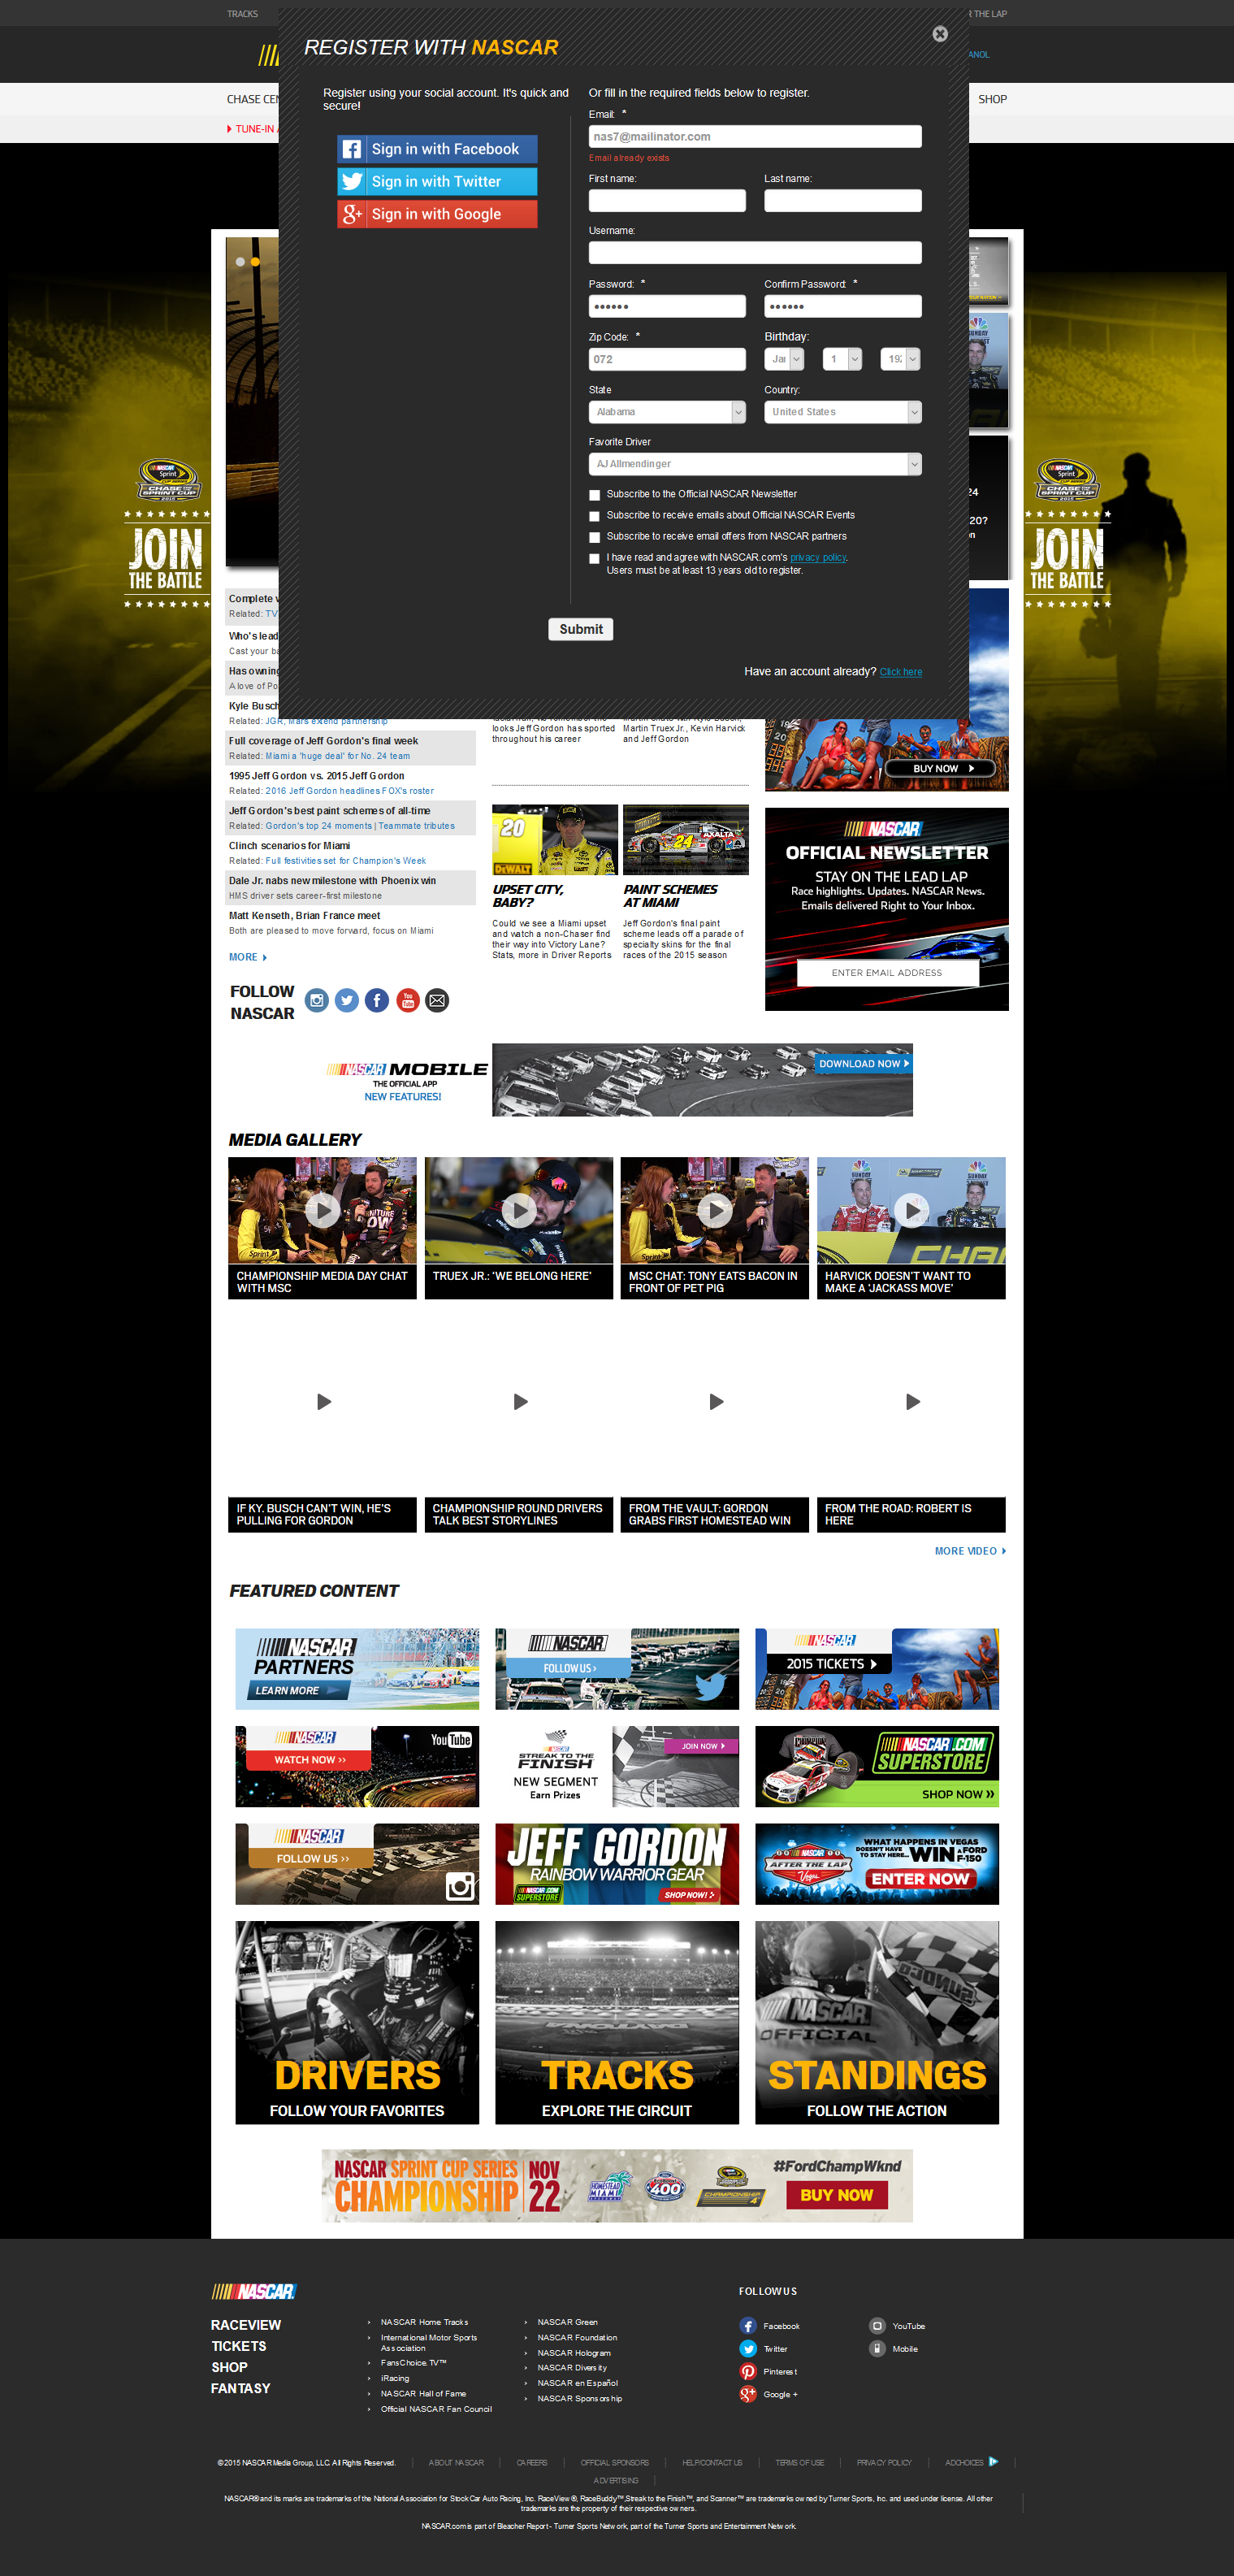 TRACKS
R THE LAP
REGISTER WITH NASCAR
ANOL
CHASE CEN
SHOP
TUNE-IN A
Register using your social account. It's quick and
secure!
Sign in with Facebook
Sign in with Twitter
Sign in with Google
Or fill in the required fields below to register.
Email: *
nas7@mailinator.com
Email already exists
First name:
Last name:
Username:
Password: *
Confirm Password: *
••••••
••••••
Zip Code: *
Birthday:
072
Jan
1
192
State
Country:
Alabama
United States
Favorite Driver
AJ Allmendinger
Subscribe to the Official NASCAR Newsletter
Subscribe to receive emails about Official NASCAR Events
Subscribe to receive email offers from NASCAR partners
I have read and agree with NASCAR.com's privacy policy.
Users must be at least 13 years old to register.
Submit
Have an account already? Click here
JOIN
THE BATTLE
JOIN
THE BATTLE
24
20?
on
Complete v
Related: TV
Who's lead
Cast your ba
Has owning
A love of Po
Kyle Busch
Related: JGR, Mars extend partnership
Full coverage of Jeff Gordon's final week
Related: Miami a 'huge deal' for No. 24 team
1995 Jeff Gordon vs. 2015 Jeff Gordon
Related: 2016 Jeff Gordon headlines FOX's roster
Jeff Gordon's best paint schemes of all-time
Related: Gordon's top 24 moments | Teammate tributes
Clinch scenarios for Miami
Related: Full festivities set for Champion's Week
Dale Jr. nabs new milestone with Phoenix win
HMS driver sets career-first milestone
Matt Kenseth, Brian France meet
Both are pleased to move forward, focus on Miami
MORE
FOLLOW
NASCAR
looks Jeff Gordon has sported
throughout his career
Martin Truex Jr., Kevin Harvick
and Jeff Gordon
UPSET CITY,
BABY?
Could we see a Miami upset
and watch a non-Chaser find
their way into Victory Lane?
Stats, more in Driver Reports
PAINT SCHEMES
AT MIAMI
Jeff Gordon's final paint
scheme leads off a parade of
specialty skins for the final
races of the 2015 season
BUY NOW
NASCAR
OFFICIAL NEWSLETTER
STAY ON THE LEAD LAP
Race highlights. Updates. NASCAR News.
Emails delivered Right to Your Inbox.
ENTER EMAIL ADDRESS
NASCAR MOBILE
THE OFFICIAL APP
NEW FEATURES!
DOWNLOAD NOW
MEDIA GALLERY
CHAMPIONSHIP MEDIA DAY CHAT
WITH MSC
TRUEX JR.: 'WE BELONG HERE'
MSC CHAT: TONY EATS BACON IN
FRONT OF PET PIG
HARVICK DOESN'T WANT TO
MAKE A 'JACKASS MOVE'
IF KY. BUSCH CAN'T WIN, HE'S
PULLING FOR GORDON
CHAMPIONSHIP ROUND DRIVERS
TALK BEST STORYLINES
FROM THE VAULT: GORDON
GRABS FIRST HOMESTEAD WIN
FROM THE ROAD: ROBERT IS
HERE
MORE VIDEO
FEATURED CONTENT
NASCAR
PARTNERS
LEARN MORE
NASCAR
FOLLOW US ›
NASCAR
2015 TICKETS
NASCAR
WATCH NOW ››
YouTube
STREAK TO THE
FINISH
NEW SEGMENT
Earn Prizes
JOIN NOW
NASCAR.COM
SUPERSTORE
SHOP NOW
NASCAR
FOLLOW US ››
JEFF GORDON
RAINBOW WARRIOR GEAR
NASCAR.COM
SUPERSTORE
SHOP NOW!
NASCAR
AFTER THE LAP
Vegas
WHAT HAPPENS IN VEGAS
DOESN'T HAVE
TO STAY HERE... WIN A FORD
F-150
ENTER NOW
DRIVERS
FOLLOW YOUR FAVORITES
TRACKS
EXPLORE THE CIRCUIT
STANDINGS
FOLLOW THE ACTION
NASCAR SPRINT CUP SERIES
CHAMPIONSHIP
NOV
22
HOMESTEAD
MIAMI
400
#FordChampWknd
BUY NOW
NASCAR
RACEVIEW
TICKETS
SHOP
FANTASY
NASCAR Home Tracks
International Motor Sports
Association
FansChoice.TV™
iRacing
NASCAR Hall of Fame
Official NASCAR Fan Council
NASCAR Green
NASCAR Foundation
NASCAR Hologram
NASCAR Diversity
NASCAR en Español
NASCAR Sponsorship
FOLLOW US
Facebook
Twitter
Pinterest
Google +
YouTube
Mobile
©2015 NASCAR Media Group, LLC. All Rights Reserved.
ABOUT NASCAR
CAREERS
OFFICIAL SPONSORS
HELP/CONTACT US
TERMS OF USE
PRIVACY POLICY
ADCHOICES
ADVERTISING
NASCAR® and its marks are trademarks of the National Association for Stock Car Auto Racing, Inc. RaceView ®, RaceBuddy™,Streak to the Finish™, and Scanner™ are trademarks owned by Turner Sports, Inc. and used under license. All other
trademarks are the property of their respective owners.
NASCAR.com is part of Bleacher Report - Turner Sports Network, part of the Turner Sports and Entertainment Network.